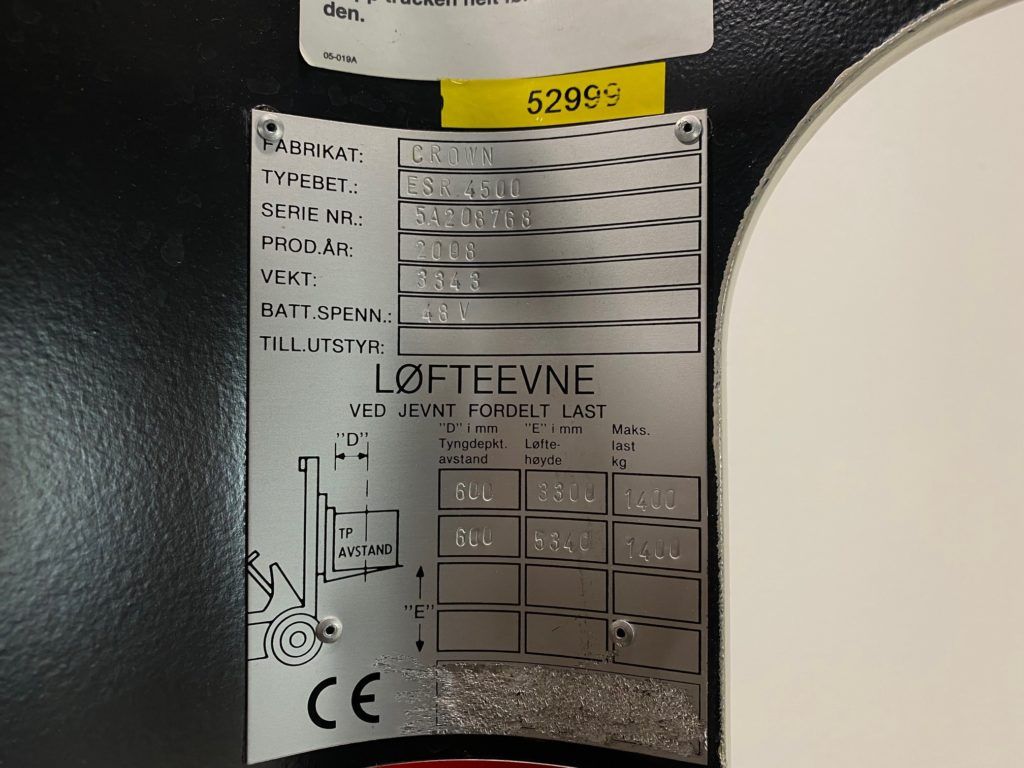 den.
05-019A
52999
FABRIKAT: CROWN
TYPEBET.: ESR 4500
SERIE NR.: 5A208768
PROD.ÅR: 2008
VEKT: 3343
BATT.SPENN.: 48 V
TILL.UTSTYR:
LØFTEEVNE
VED JEVNT FORDELT LAST
"D" i mm "E" i mm Maks.
Tyngdepkt. Løfte- last
avstand høyde kg
600 3300 1400
600 5340 1400
"D"
TP
AVSTAND
"E"
CE